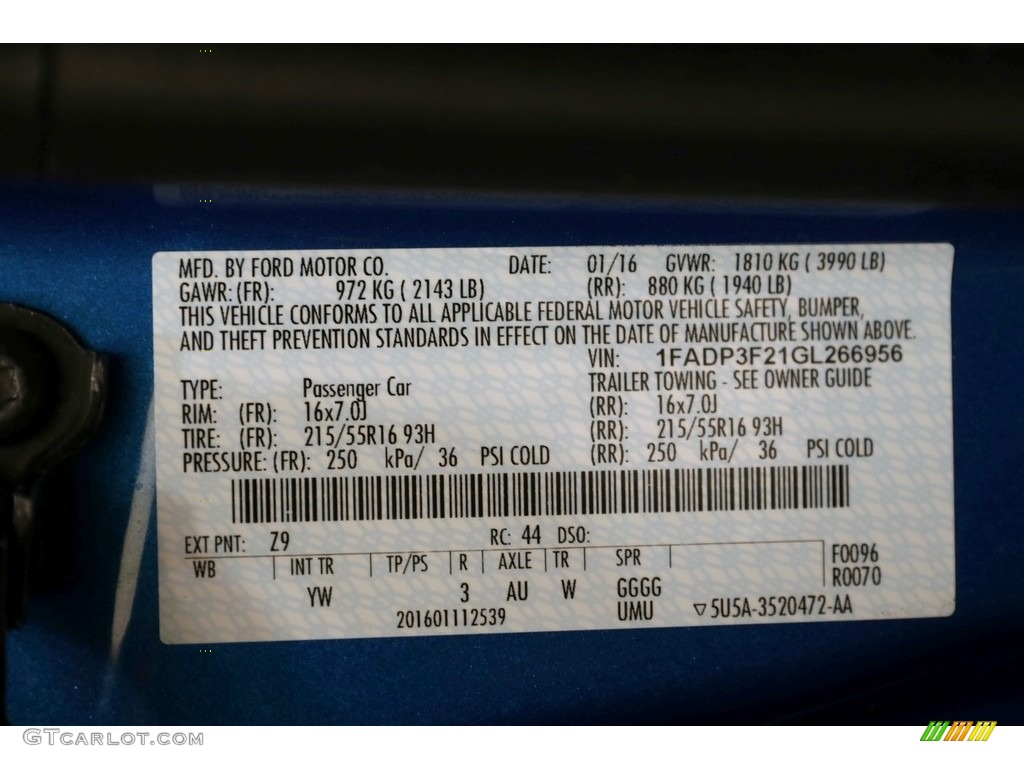 MFD. BY FORD MOTOR CO. DATE: 01/16 GVWR: 1810 KG ( 3990 LB)
GAWR: (FR): 972 KG ( 2143 LB) (RR): 880 KG ( 1940 LB)
THIS VEHICLE CONFORMS TO ALL APPLICABLE FEDERAL MOTOR VEHICLE SAFETY, BUMPER,
AND THEFT PREVENTION STANDARDS IN EFFECT ON THE DATE OF MANUFACTURE SHOWN ABOVE.
VIN: 1FADP3F21GL266956
TYPE: Passenger Car TRAILER TOWING - SEE OWNER GUIDE
RIM: (FR): 16x7.0J (RR): 16x7.0J
TIRE: (FR): 215/55R16 93H (RR): 215/55R16 93H
PRESSURE: (FR): 250 kPa/ 36 PSI COLD (RR): 250 kPa/ 36 PSI COLD
EXT PNT: Z9 RC: 44 DSO:
WB INT TR TP/PS R AXLE TR SPR F0096
YW 3 AU W GGGG R0070
201601112539 UMU ▽5U5A-3520472-AA
GTCarLot.com